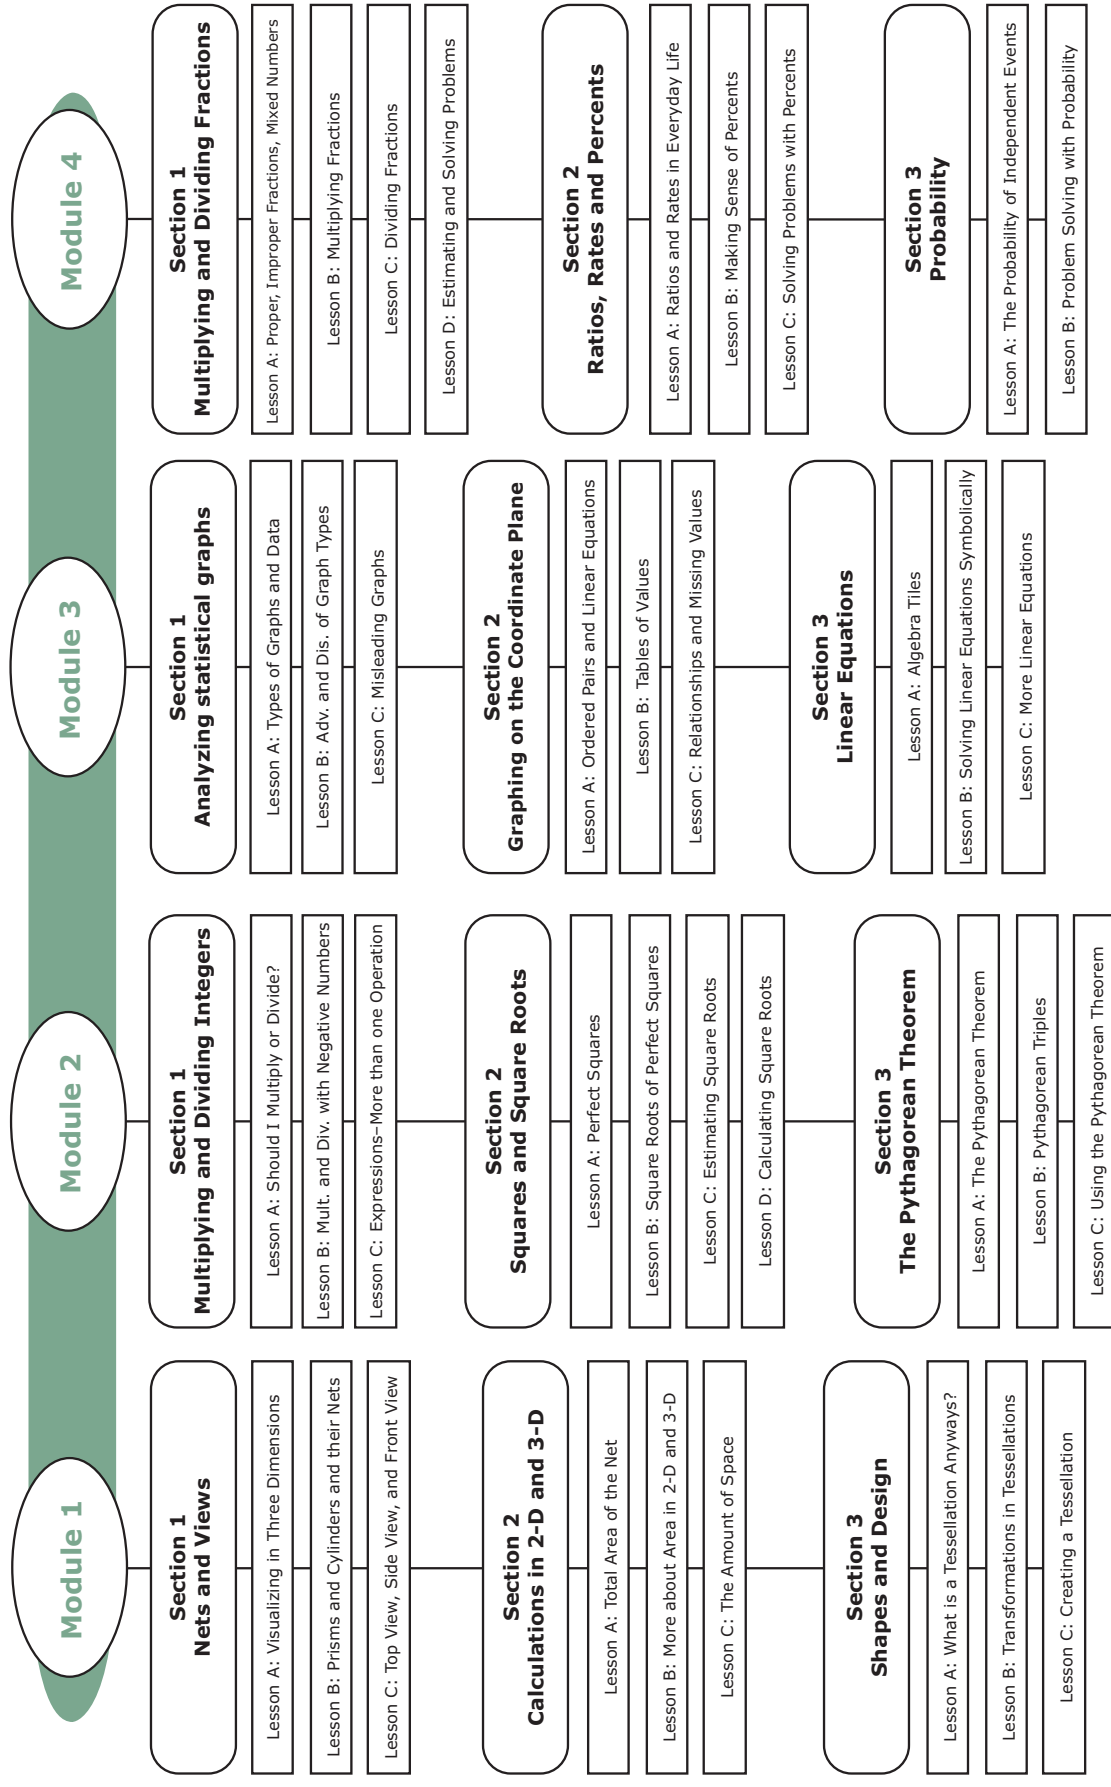 Module 1
Section 1
Nets and Views
Lesson A: Visualizing in Three Dimensions
Lesson B: Prisms and Cylinders and their Nets
Lesson C: Top View, Side View, and Front View
Section 2
Calculations in 2-D and 3-D
Lesson A: Total Area of the Net
Lesson B: More about Area in 2-D and 3-D
Lesson C: The Amount of Space
Section 3
Shapes and Design
Lesson A: What is a Tessellation Anyways?
Lesson B: Transformations in Tessellations
Lesson C: Creating a Tessellation
Module 2
Section 1
Multiplying and Dividing Integers
Lesson A: Should I Multiply or Divide?
Lesson B: Mult. and Div. with Negative Numbers
Lesson C: Expressions–More than one Operation
Section 2
Squares and Square Roots
Lesson A: Perfect Squares
Lesson B: Square Roots of Perfect Squares
Lesson C: Estimating Square Roots
Lesson D: Calculating Square Roots
Section 3
The Pythagorean Theorem
Lesson A: The Pythagorean Theorem
Lesson B: Pythagorean Triples
Lesson C: Using the Pythagorean Theorem
Module 3
Section 1
Analyzing statistical graphs
Lesson A: Types of Graphs and Data
Lesson B: Adv. and Dis. of Graph Types
Lesson C: Misleading Graphs
Section 2
Graphing on the Coordinate Plane
Lesson A: Ordered Pairs and Linear Equations
Lesson B: Tables of Values
Lesson C: Relationships and Missing Values
Section 3
Linear Equations
Lesson A: Algebra Tiles
Lesson B: Solving Linear Equations Symbolically
Lesson C: More Linear Equations
Module 4
Section 1
Multiplying and Dividing Fractions
Lesson A: Proper, Improper Fractions, Mixed Numbers
Lesson B: Multiplying Fractions
Lesson C: Dividing Fractions
Lesson D: Estimating and Solving Problems
Section 2
Ratios, Rates and Percents
Lesson A: Ratios and Rates in Everyday Life
Lesson B: Making Sense of Percents
Lesson C: Solving Problems with Percents
Section 3
Probability
Lesson A: The Probability of Independent Events
Lesson B: Problem Solving with Probability